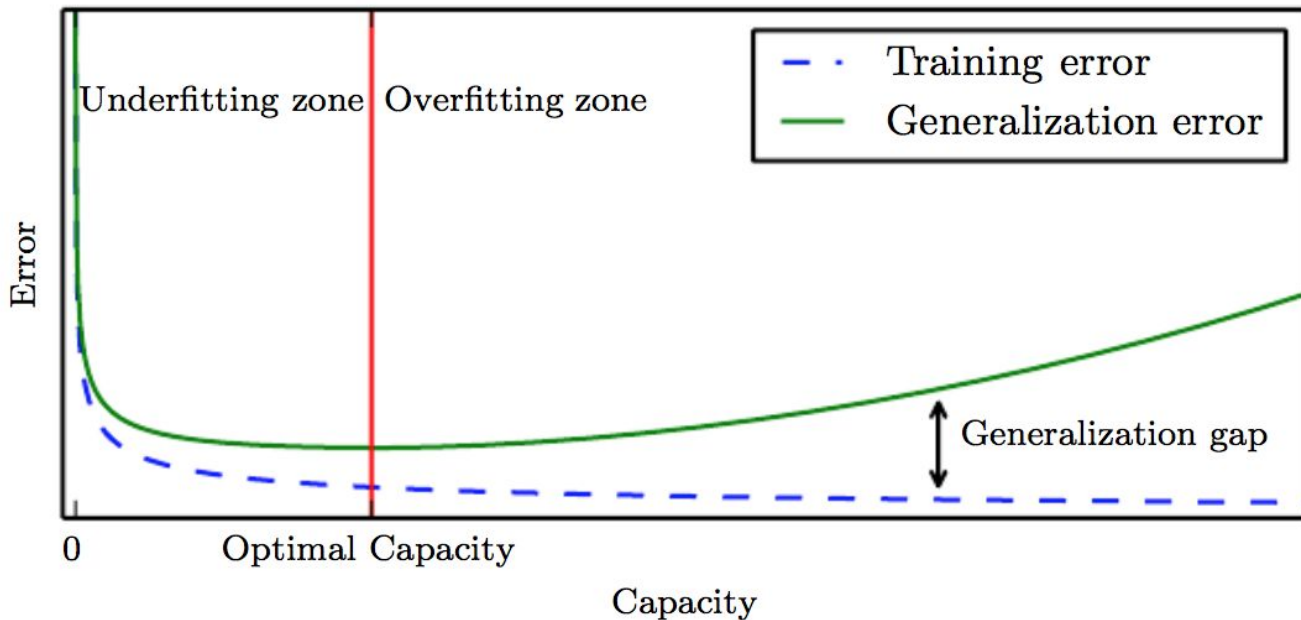 Training error
Generalization error
Underfitting zone
Overfitting zone
Error
Generalization gap
0
Optimal Capacity
Capacity